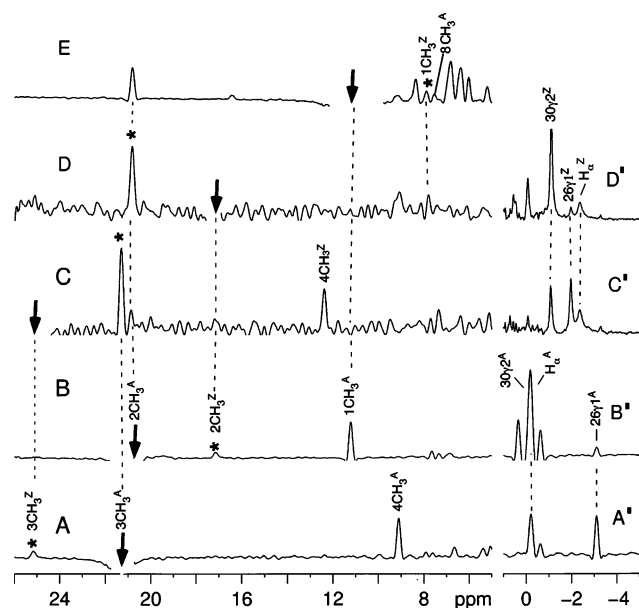 E
1CH₃ᶻ
*
8CH₃ᴬ
30γ2ᶻ
*
D
26γ1ᶻ
Hαᶻ
D'
*
C
4CH₃ᶻ
C'
2CH₃ᴬ
B
2CH₃ᶻ
*
1CH₃ᴬ
30γ2ᴬ
Hαᴬ
26γ1ᴬ
B'
3CH₃ᶻ
*
A
3CH₃ᴬ
4CH₃ᴬ
A'
24 20 16 12 8 ppm 0 −2 −4